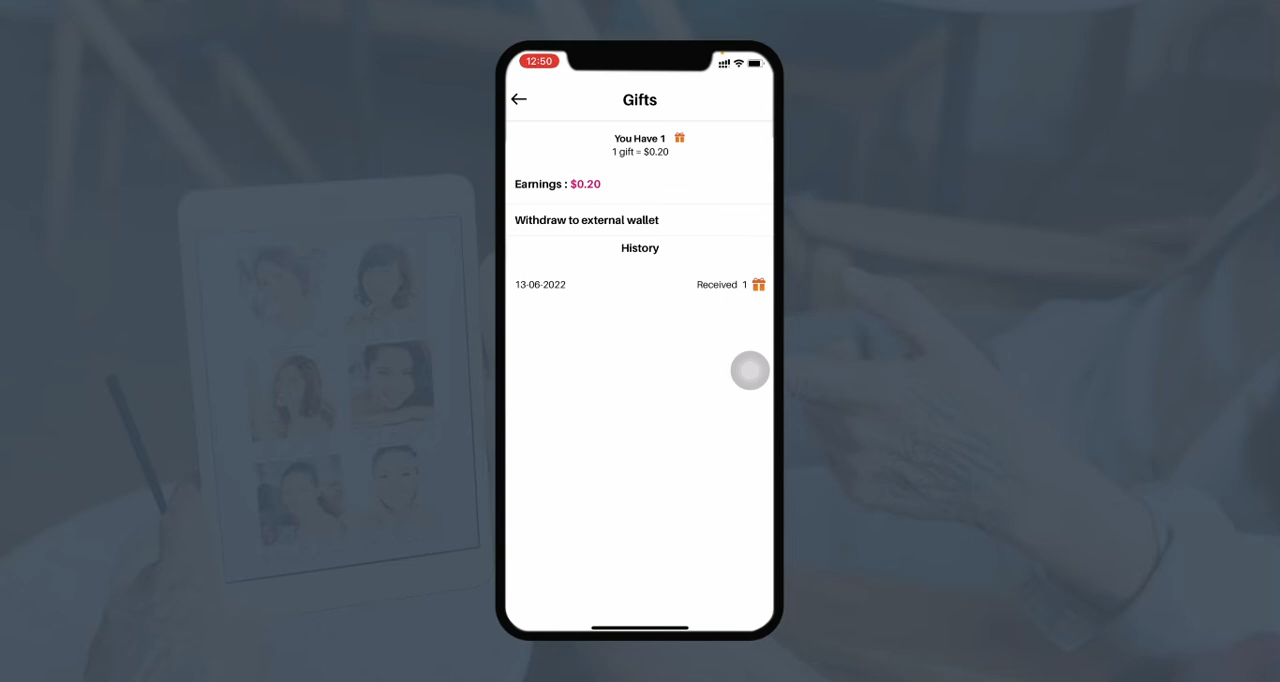 12:50
Gifts
You Have 1
1 gift = $0.20
Earnings : $0.20
Withdraw to external wallet
History
13-06-2022 Received 1